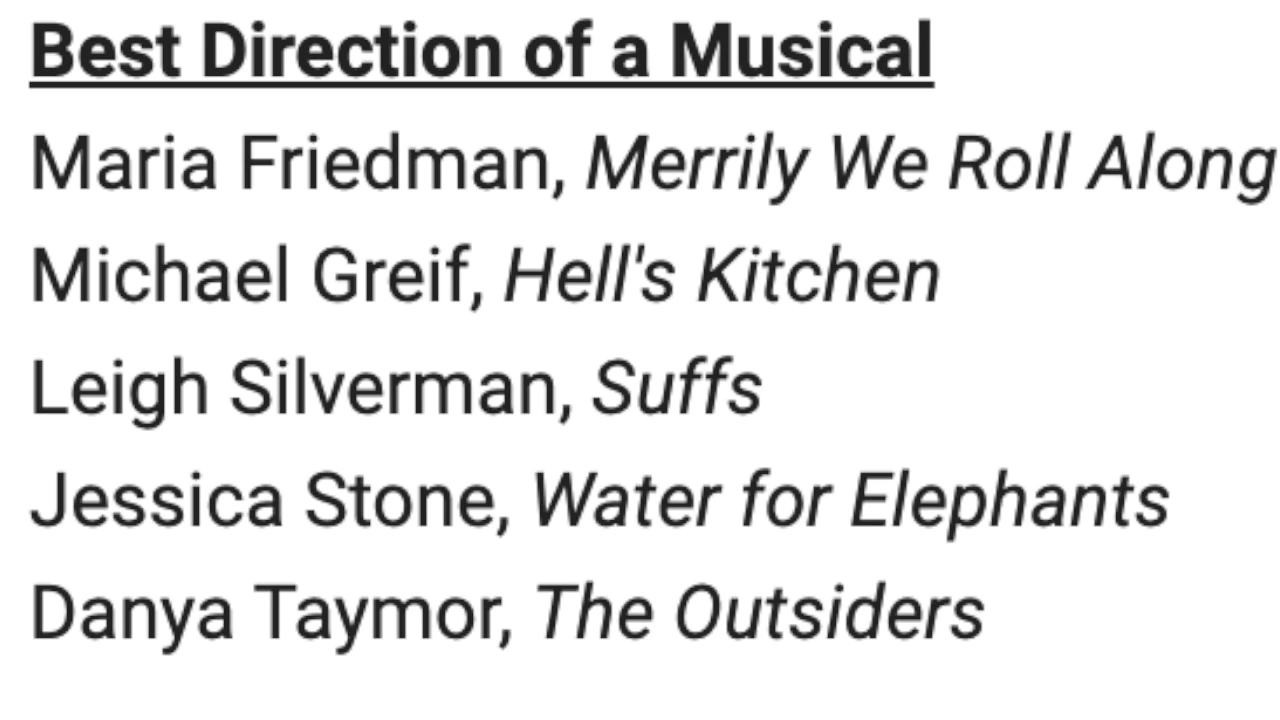 Best Direction of a Musical
Maria Friedman, Merrily We Roll Along
Michael Greif, Hell's Kitchen
Leigh Silverman, Suffs
Jessica Stone, Water for Elephants
Danya Taymor, The Outsiders